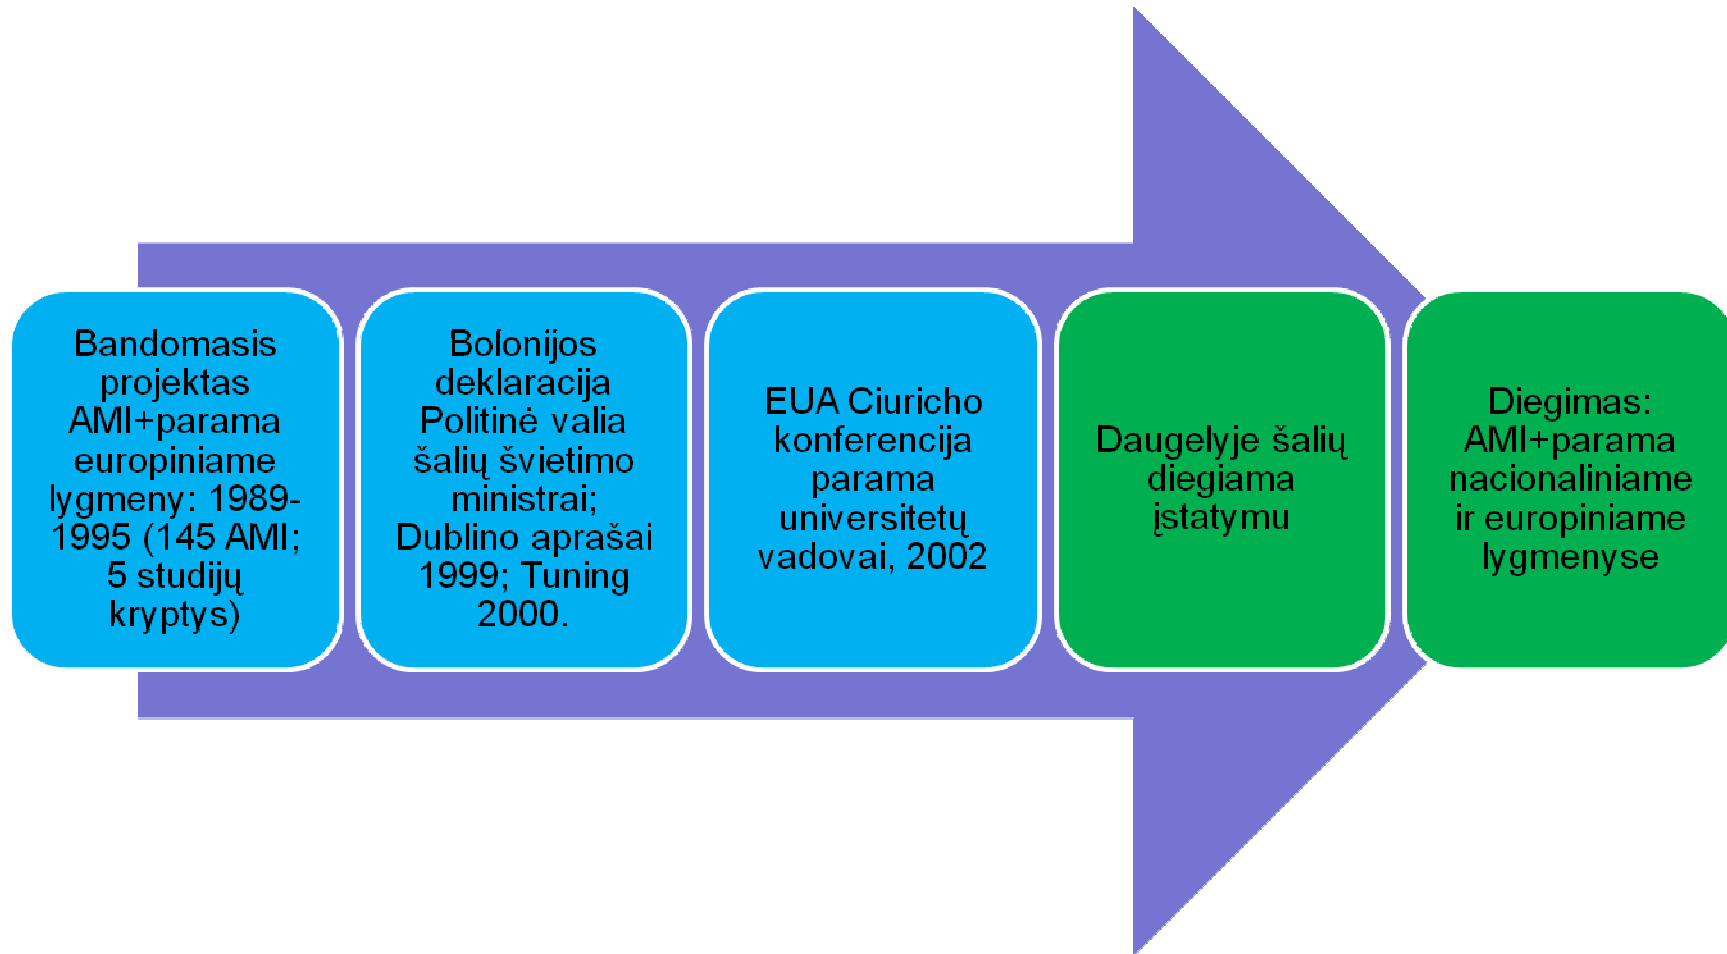 Bandomasis
projektas
AMI+parama
europiniame
lygmeny: 1989-
1995 (145 AMI;
5 studijų
kryptys)
Bolonijos
deklaracija
Politinė valia
šalių švietimo
ministrai;
Dublino aprašai
1999; Tuning
2000.
EUA Ciuricho
konferencija
parama
universitetų
vadovai, 2002
Daugelyje šalių
diegiama
įstatymu
Diegimas:
AMI+parama
nacionaliniame
ir europiniame
lygmenyse